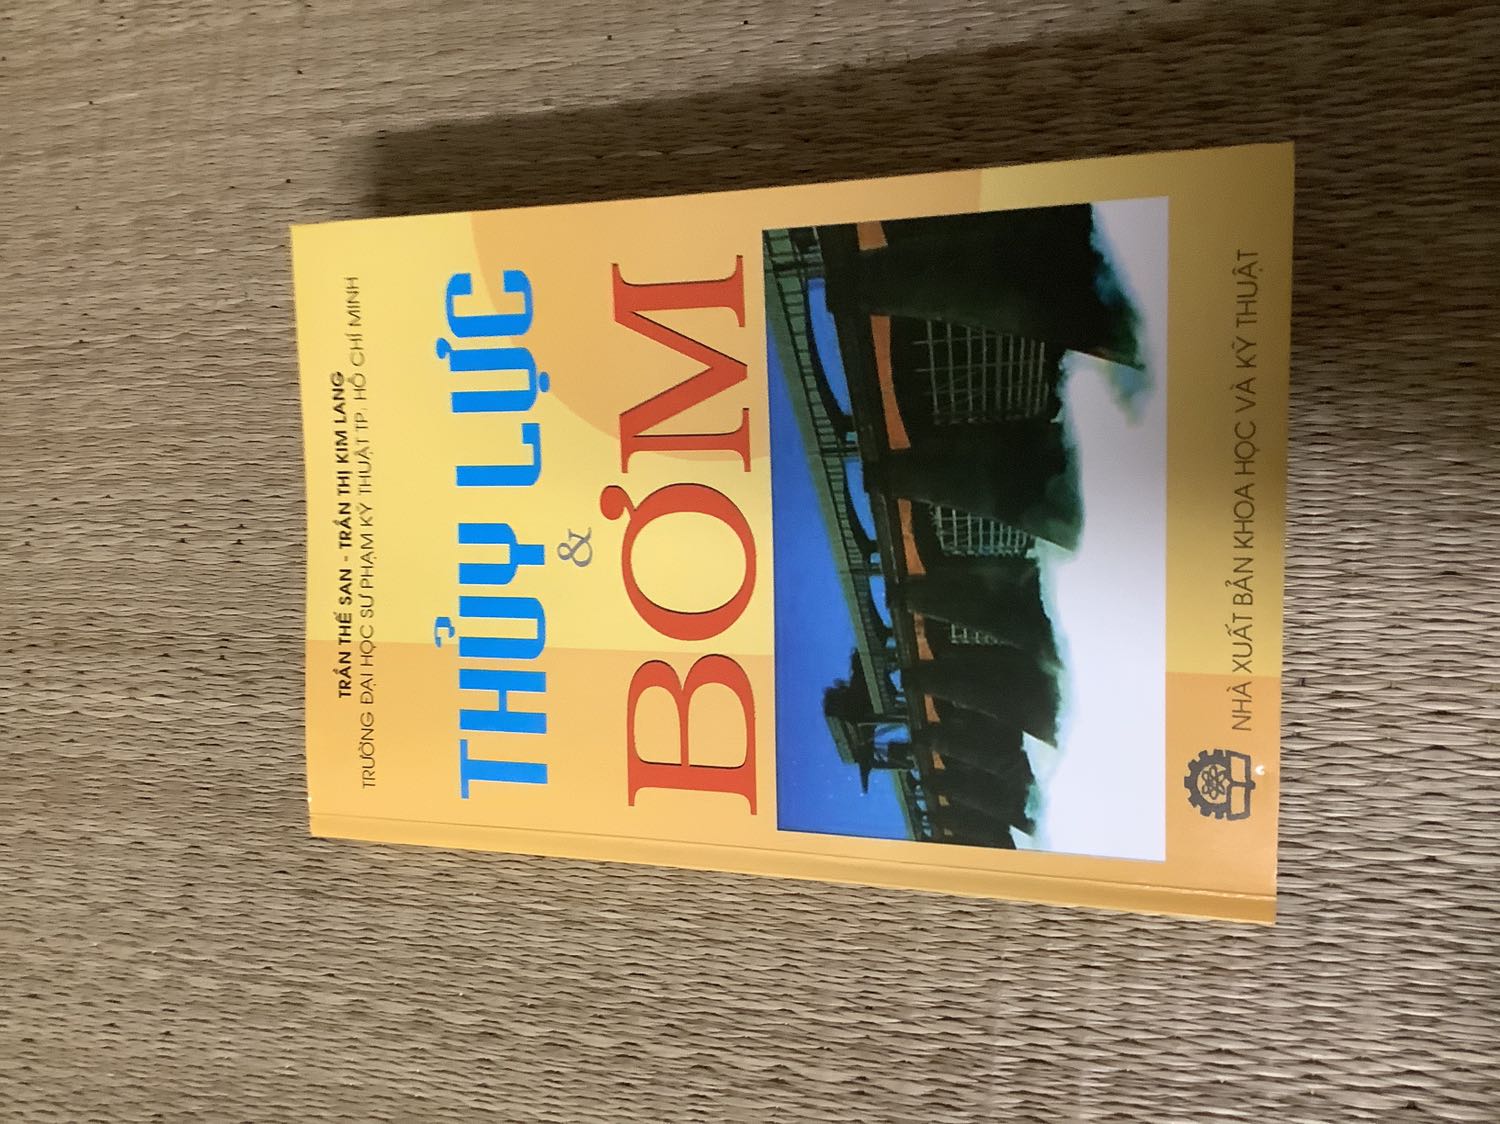 TRẦN THẾ SAN - TRẦN THỊ KIM LANG
TRƯỜNG ĐẠI HỌC SƯ PHẠM KỸ THUẬT TP. HỒ CHÍ MINH
THỦY LỰC
&
BƠM
NHÀ XUẤT BẢN KHOA HỌC VÀ KỸ THUẬT